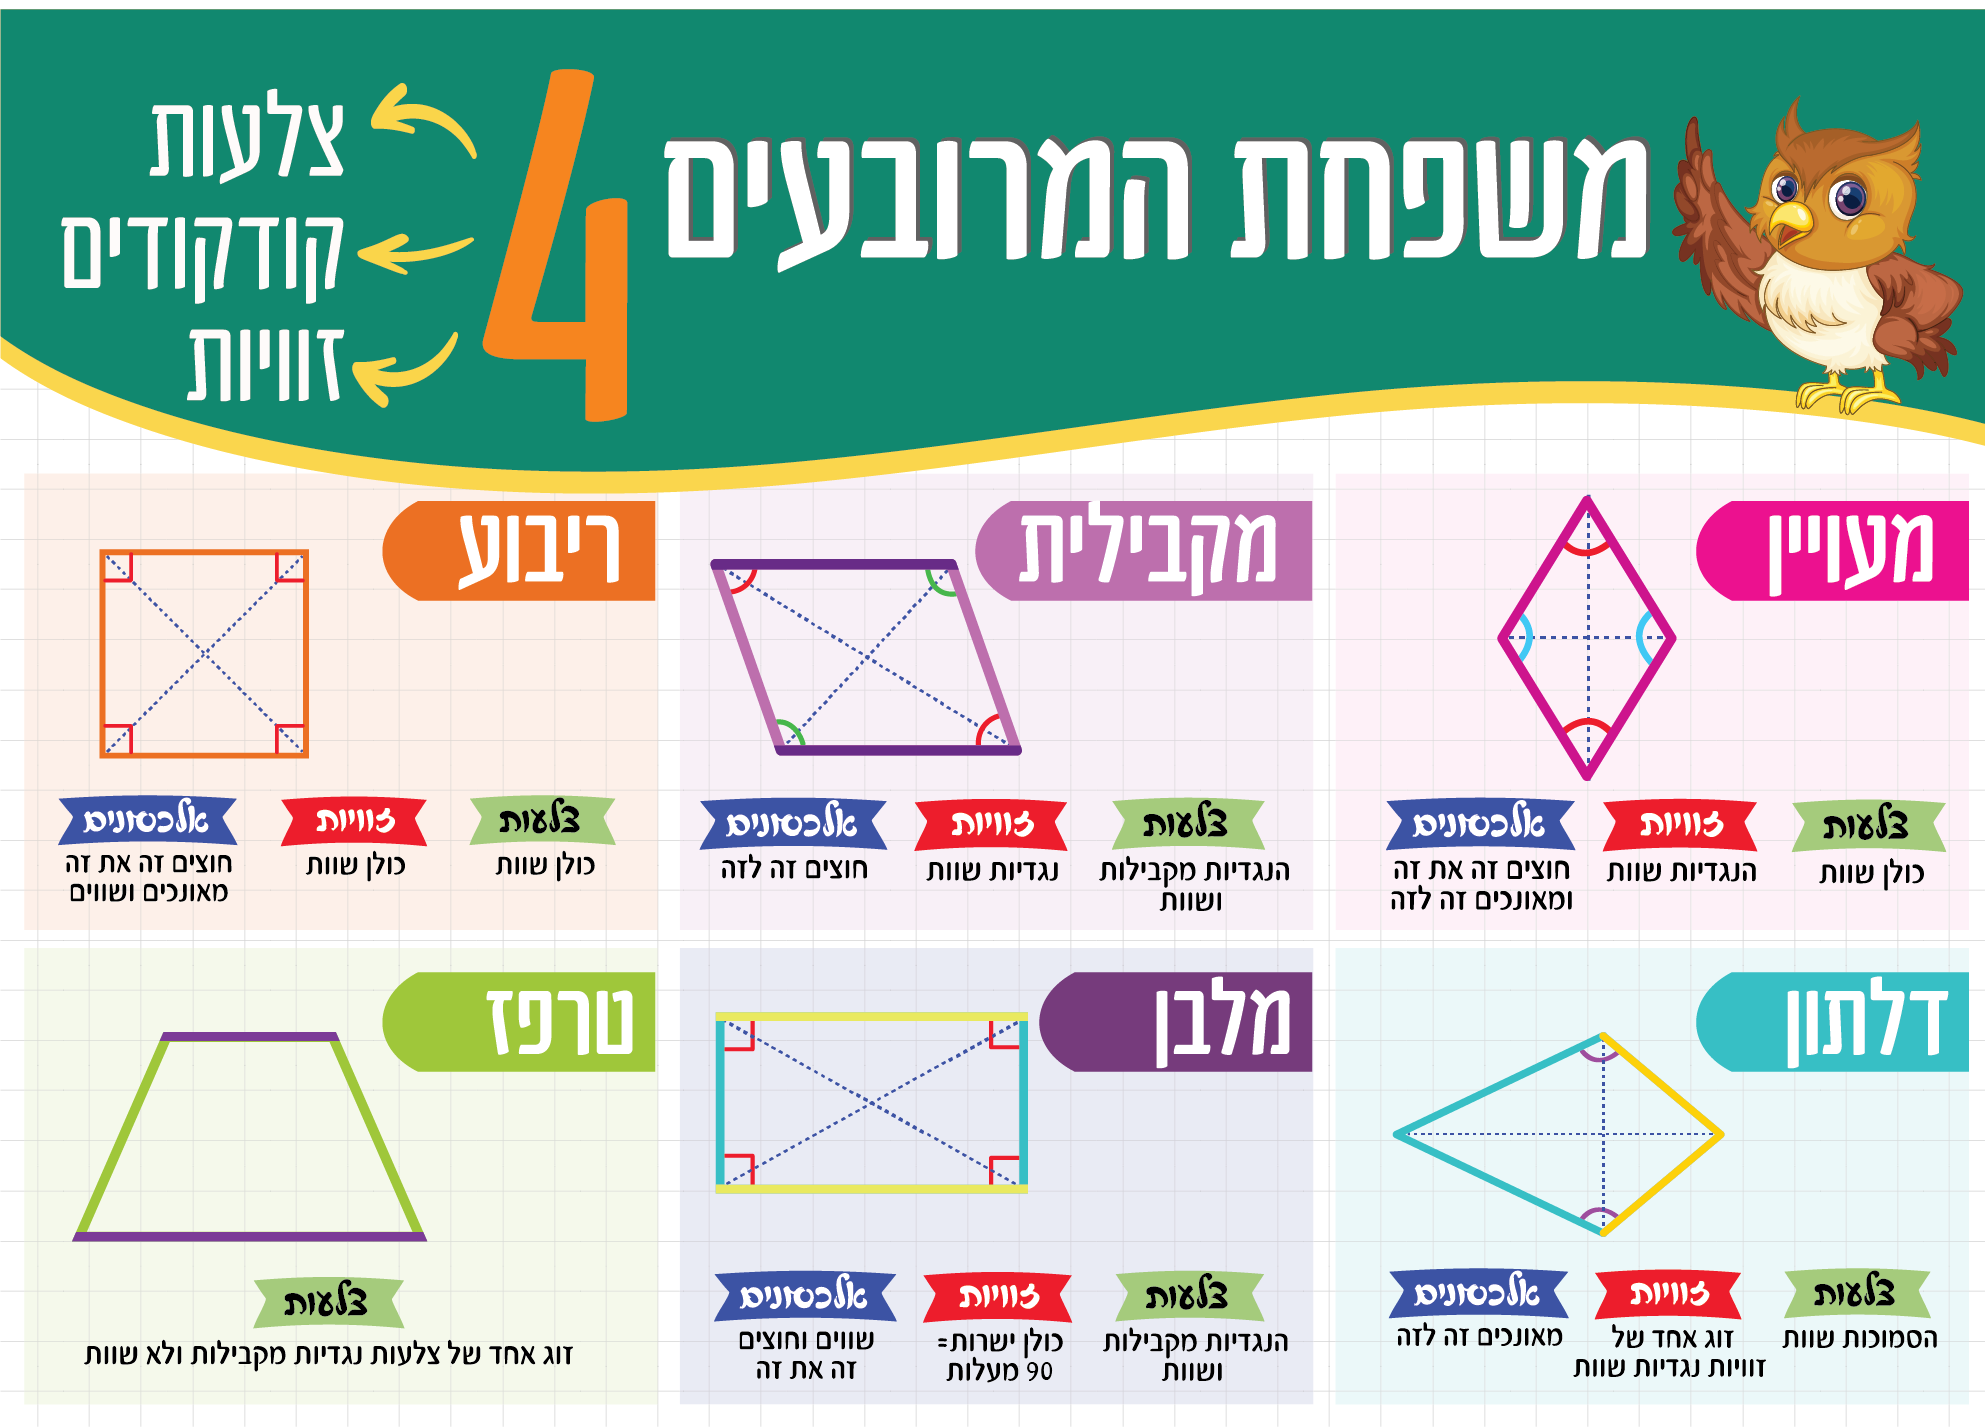 משפחת המרובעים
4
צלעות
קודקודים
זוויות
מעויין
צלעות
כולן שוות
זוויות
הנגדיות שוות
אלכסונים
חוצים זה את זה
ומאונכים זה לזה
מקבילית
צלעות
הנגדיות מקבילות
ושוות
זוויות
נגדיות שוות
אלכסונים
חוצים זה לזה
ריבוע
צלעות
כולן שוות
זוויות
כולן שוות
אלכסונים
חוצים זה את זה
מאונכים ושווים
דלתון
צלעות
הסמוכות שוות
זוויות
זוג אחד של
זוויות נגדיות שוות
אלכסונים
מאונכים זה לזה
מלבן
צלעות
הנגדיות מקבילות
ושוות
זוויות
כולן ישרות=
90 מעלות
אלכסונים
שווים וחוצים
זה את זה
טרפז
צלעות
זוג אחד של צלעות נגדיות מקבילות ולא שוות